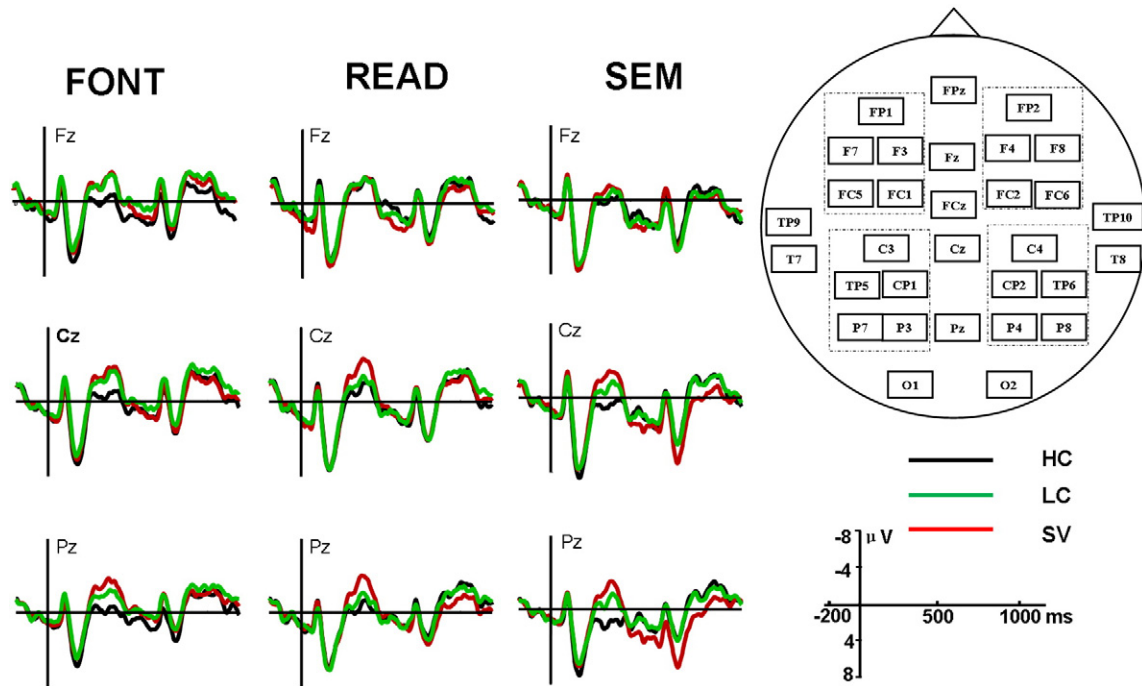 FONT READ SEM
Fz Fz Fz
Cz Cz Cz
Pz Pz Pz
FPz
FP1 FP2
F7 F3 Fz F4 F8
FC5 FC1 FCz FC2 FC6
TP9 TP10
T7 C3 Cz C4 T8
TP5 CP1 CP2 TP6
P7 P3 Pz P4 P8
O1 O2
HC
LC
SV
-8 μV
-4
-200 500 1000 ms
4
8